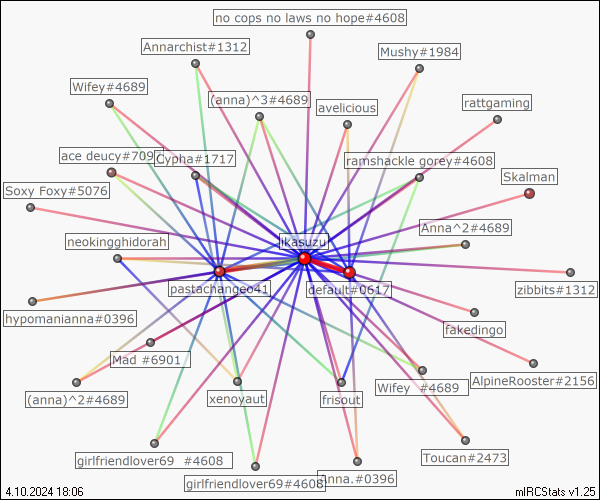 no cops no laws no hope#4608
Annarchist#1312
Mushy#1984
Wifey#4689
(anna)^3#4689
avelicious
rattgaming
ace deucy#709
Cypha#1717
ramshackle gorey#4608
Skalman
Soxy Foxy#5076
Anna^2#4689
neokingghidorah
ikasuzu
pastachangeo41
default#0617
zibbits#1312
hypomanianna#0396
fakedingo
Mad #6901
AlpineRooster#2156
(anna)^2#4689
xenoyaut
frisout
Wifey #4689
girlfriendlover69 #4608
Toucan#2473
girlfriendlover69#4608
Anna.#0396
4.10.2024 18:06
mIRCStats v1.25